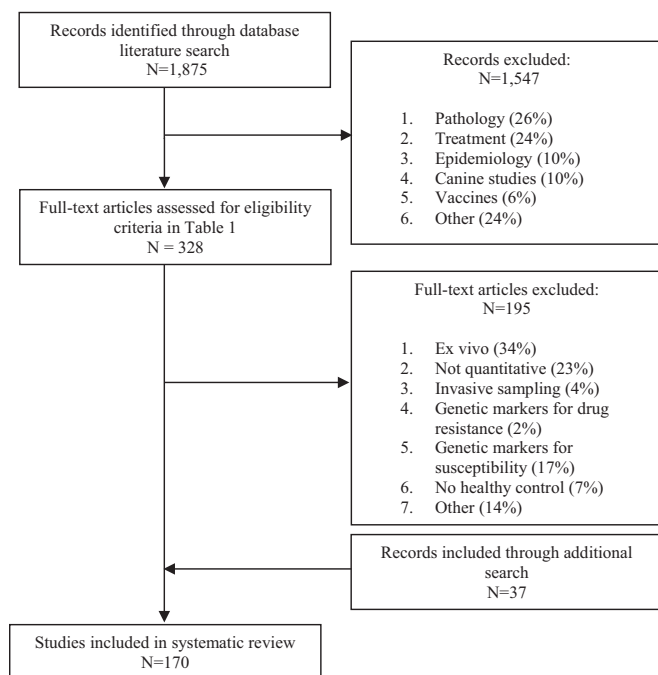 Records identified through database
literature search
N=1,875
Records excluded:
N=1,547
1. Pathology (26%)
2. Treatment (24%)
3. Epidemiology (10%)
4. Canine studies (10%)
5. Vaccines (6%)
6. Other (24%)
Full-text articles assessed for eligibility
criteria in Table 1
N = 328
Full-text articles excluded:
N=195
1. Ex vivo (34%)
2. Not quantitative (23%)
3. Invasive sampling (4%)
4. Genetic markers for drug
resistance (2%)
5. Genetic markers for
susceptibility (17%)
6. No healthy control (7%)
7. Other (14%)
Records included through additional
search
N=37
Studies included in systematic review
N=170